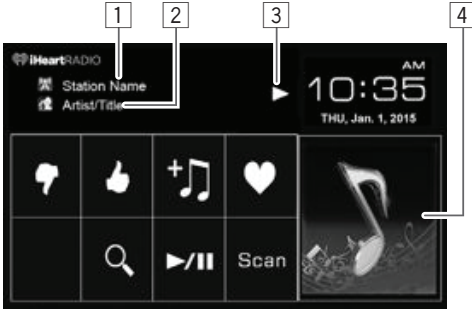 1 2 3 4
iHeartRADIO
AM
Station Name
10:35
Artist/Title
THU, Jan. 1, 2015
Scan